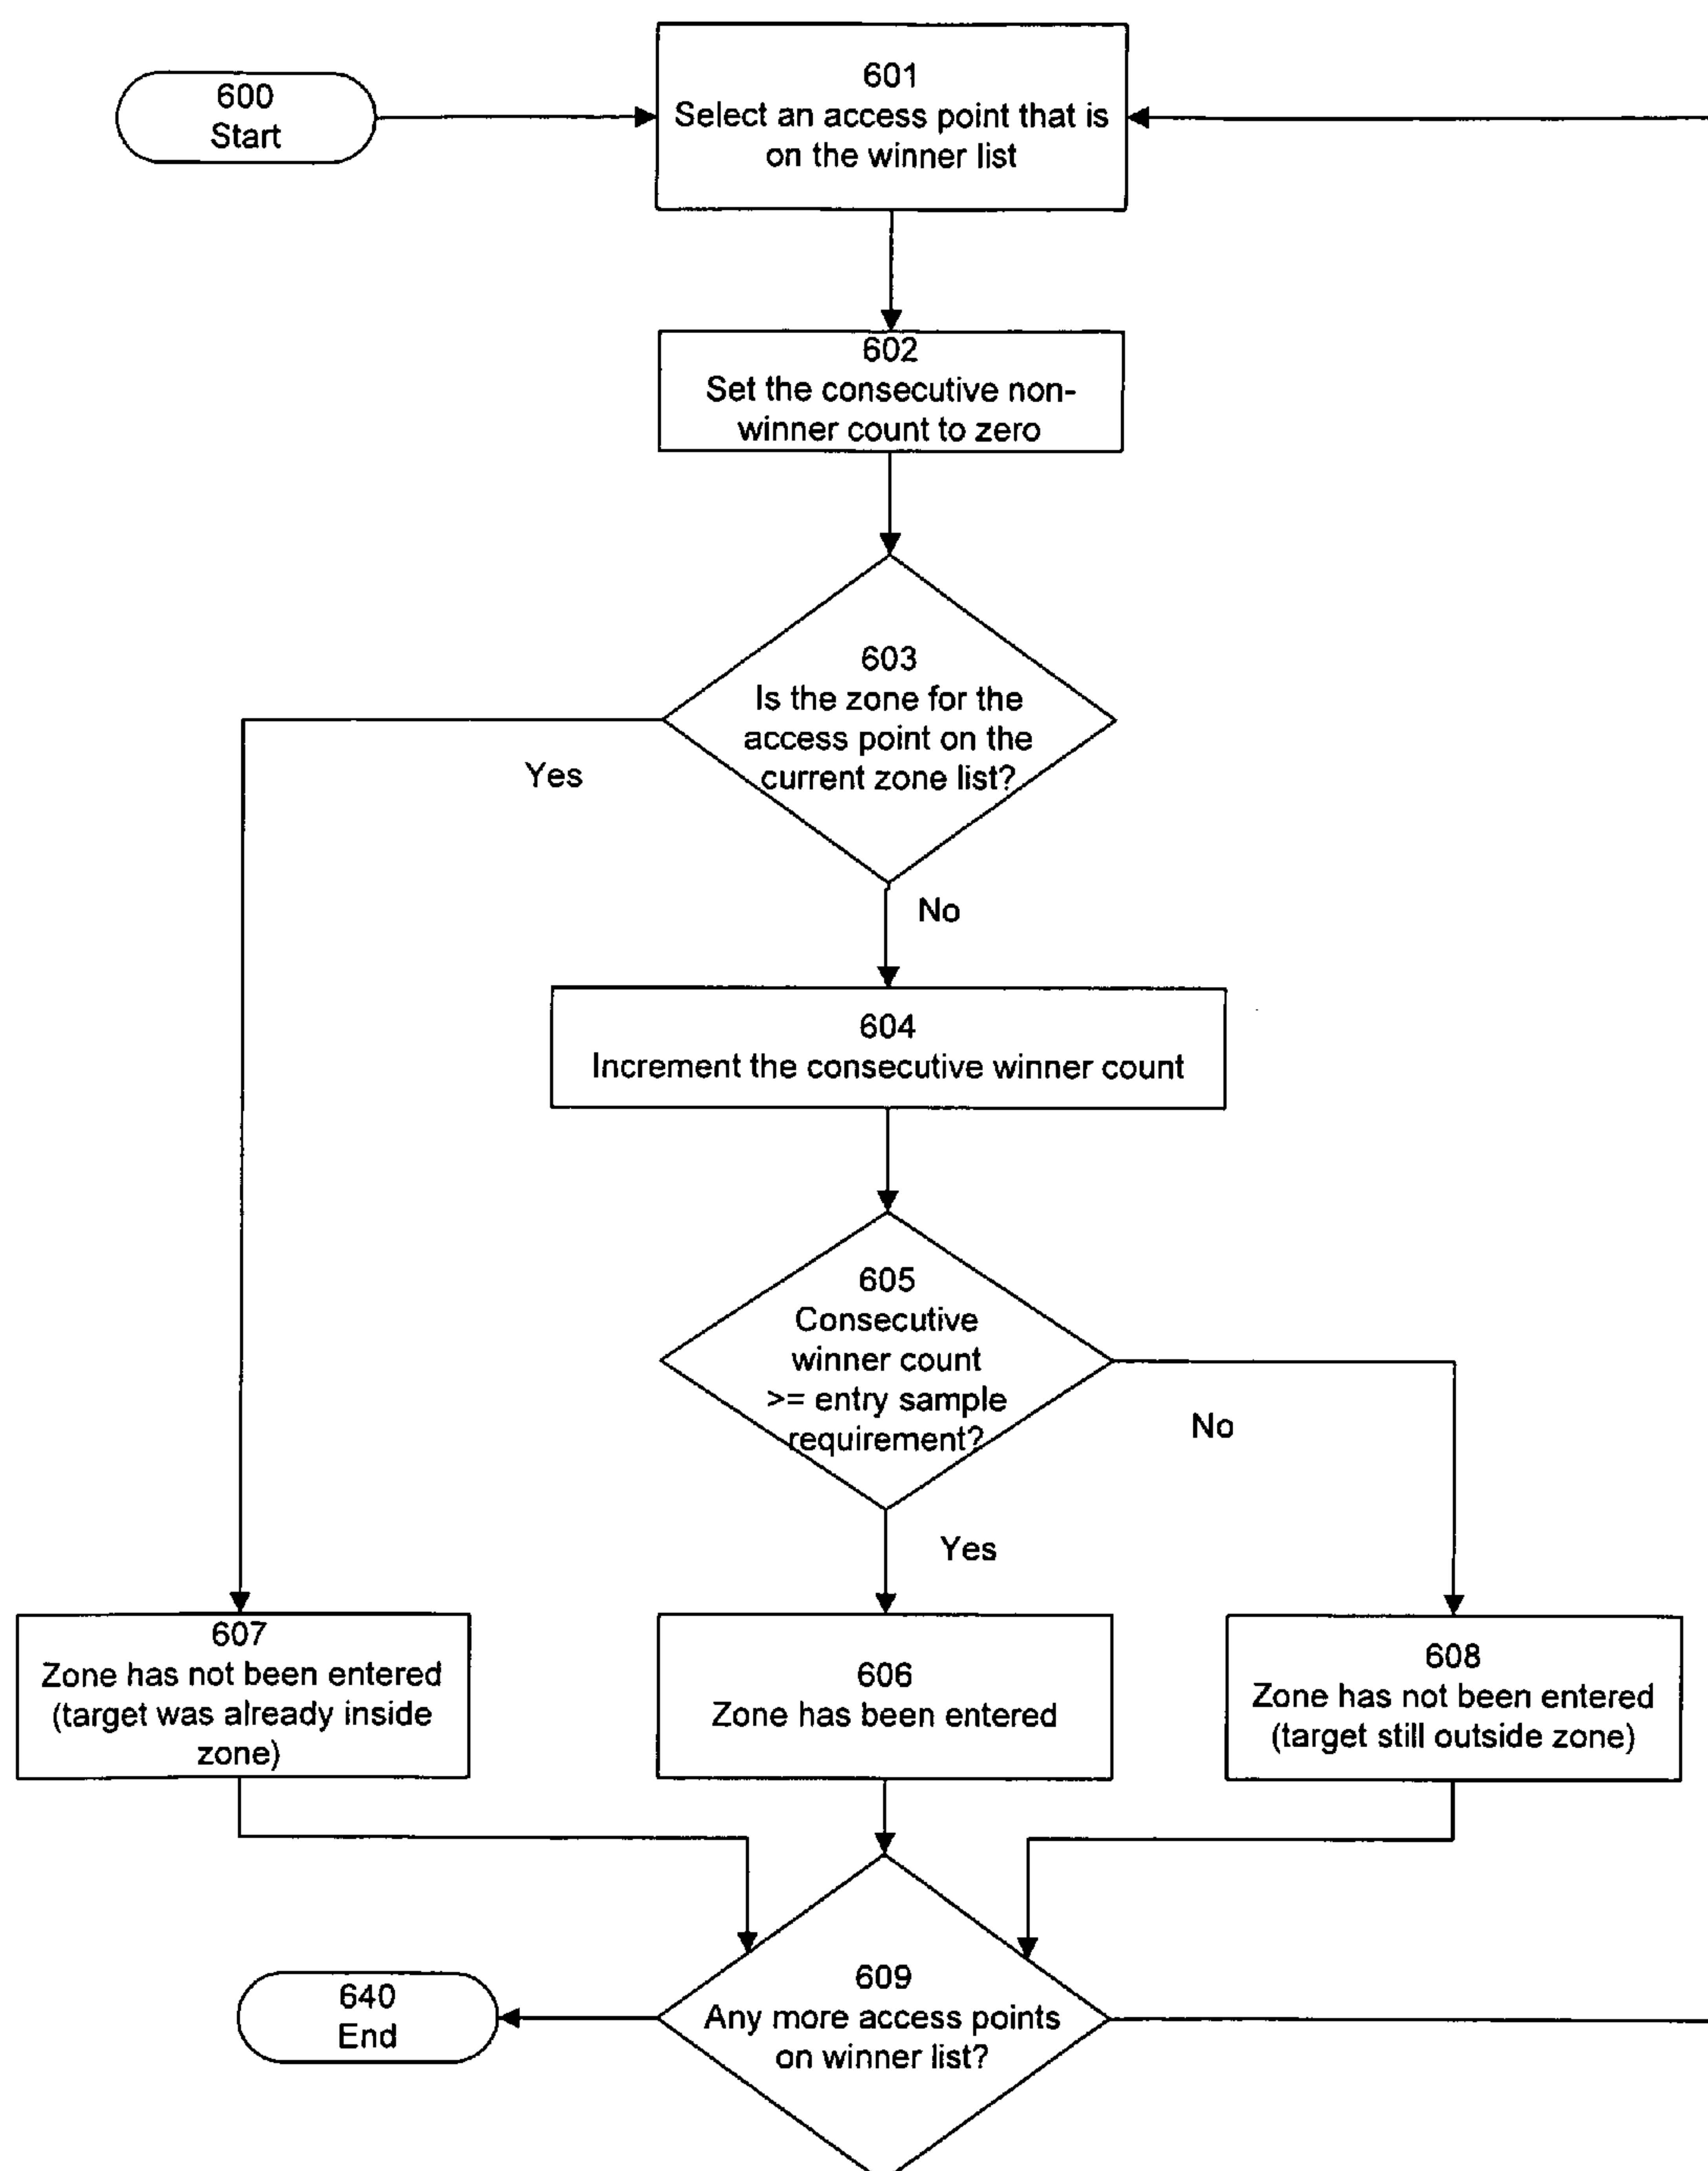 600
Start
601
Select an access point that is
on the winner list
602
Set the consecutive non-
winner count to zero
603
Is the zone for the
access point on the
current zone list?
Yes
No
604
Increment the consecutive winner count
605
Consecutive
winner count
>= entry sample
requirement?
No
Yes
607
Zone has not been entered
(target was already inside
zone)
606
Zone has been entered
608
Zone has not been entered
(target still outside zone)
609
Any more access points
on winner list?
640
End